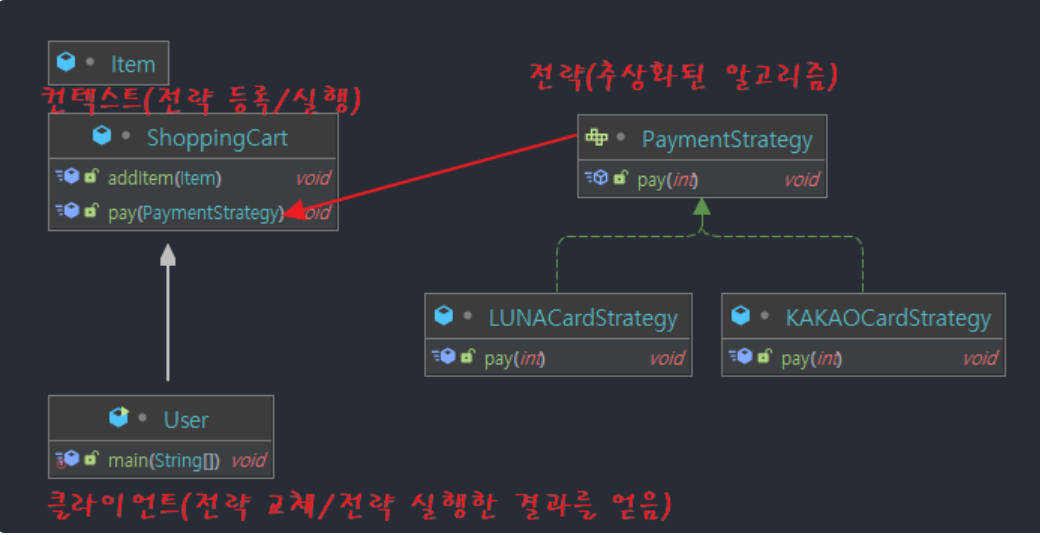 Item
컨텍스트(전략 등록/실행)
ShoppingCart
addItem(Item) void
pay(PaymentStrategy) void
전략(추상화된 알고리즘)
PaymentStrategy
pay(int) void
LUNACardStrategy
pay(int) void
KAKAOCardStrategy
pay(int) void
User
main(String[]) void
클라이언트(전략 교체/전략 실행한 결과를 얻음)